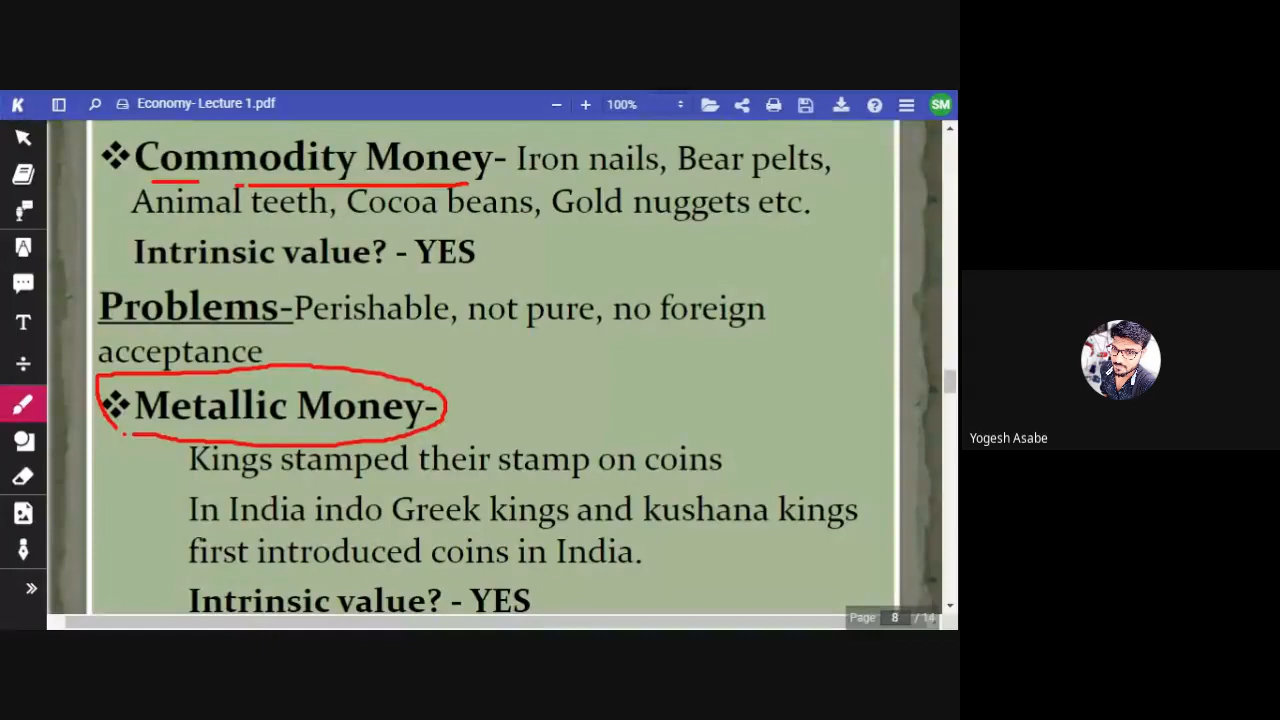 Economy- Lecture 1.pdf
100%
SM
❖Commodity Money- Iron nails, Bear pelts,
Animal teeth, Cocoa beans, Gold nuggets etc.
Intrinsic value? - YES
Problems-Perishable, not pure, no foreign
acceptance
❖Metallic Money-
Kings stamped their stamp on coins
In India indo Greek kings and kushana kings
first introduced coins in India.
Intrinsic value? - YES
Page 8 / 14
Yogesh Asabe